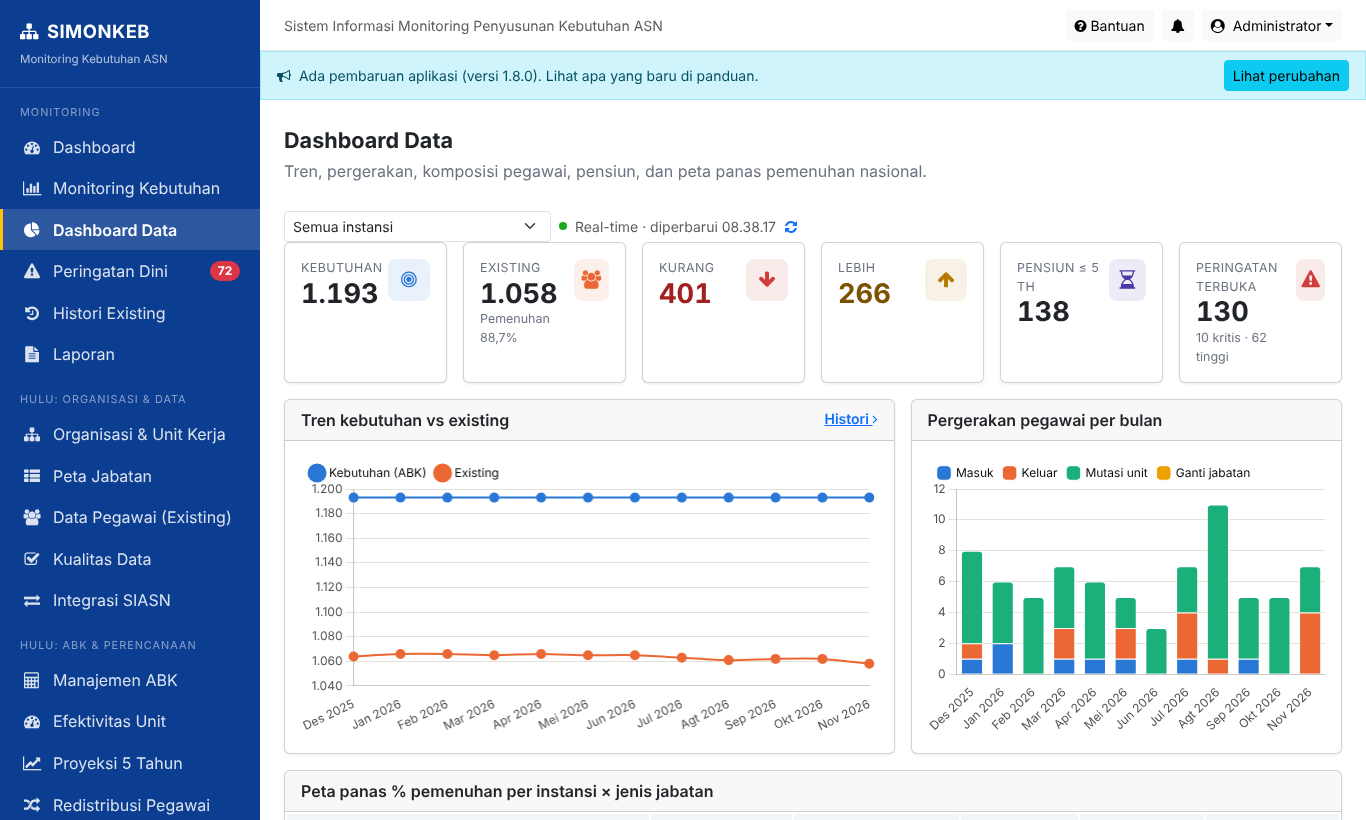 SIMONKEB
Monitoring Kebutuhan ASN
MONITORING
Dashboard
Monitoring Kebutuhan
Dashboard Data
Peringatan Dini 72
Histori Existing
Laporan
HULU: ORGANISASI & DATA
Organisasi & Unit Kerja
Peta Jabatan
Data Pegawai (Existing)
Kualitas Data
Integrasi SIASN
HULU: ABK & PERENCANAAN
Manajemen ABK
Efektivitas Unit
Proyeksi 5 Tahun
Redistribusi Pegawai
Sistem Informasi Monitoring Penyusunan Kebutuhan ASN
Bantuan
Administrator
Ada pembaruan aplikasi (versi 1.8.0). Lihat apa yang baru di panduan.
Lihat perubahan
Dashboard Data
Tren, pergerakan, komposisi pegawai, pensiun, dan peta panas pemenuhan nasional.
Semua instansi
Real-time · diperbarui 08.38.17
KEBUTUHAN
1.193
EXISTING
1.058
Pemenuhan
88,7%
KURANG
401
LEBIH
266
PENSIUN ≤ 5
TH
138
PERINGATAN
TERBUKA
130
10 kritis · 62
tinggi
Tren kebutuhan vs existing
Histori
Kebutuhan (ABK) Existing
1.200
1.180
1.160
1.140
1.120
1.100
1.080
1.060
1.040
Des 2025
Jan 2026
Feb 2026
Mar 2026
Apr 2026
Mei 2026
Jun 2026
Jul 2026
Agt 2026
Sep 2026
Okt 2026
Nov 2026
Pergerakan pegawai per bulan
Masuk Keluar Mutasi unit Ganti jabatan
12
10
8
6
4
2
0
Des 2025
Jan 2026
Feb 2026
Mar 2026
Apr 2026
Mei 2026
Jun 2026
Jul 2026
Agt 2026
Sep 2026
Okt 2026
Nov 2026
Peta panas % pemenuhan per instansi × jenis jabatan